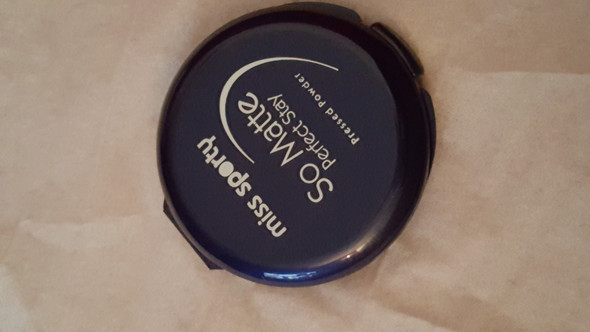 miss sporty
So Matte
Perfect Stay
Pressed Powder